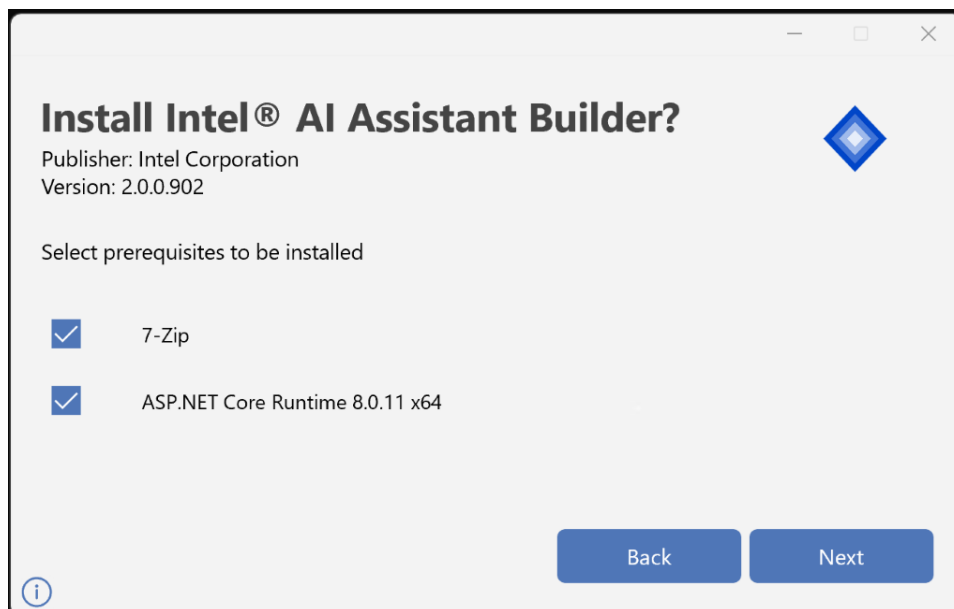 Install Intel® AI Assistant Builder?
Publisher: Intel Corporation
Version: 2.0.0.902
Select prerequisites to be installed
7-Zip
ASP.NET Core Runtime 8.0.11 x64
Back
Next